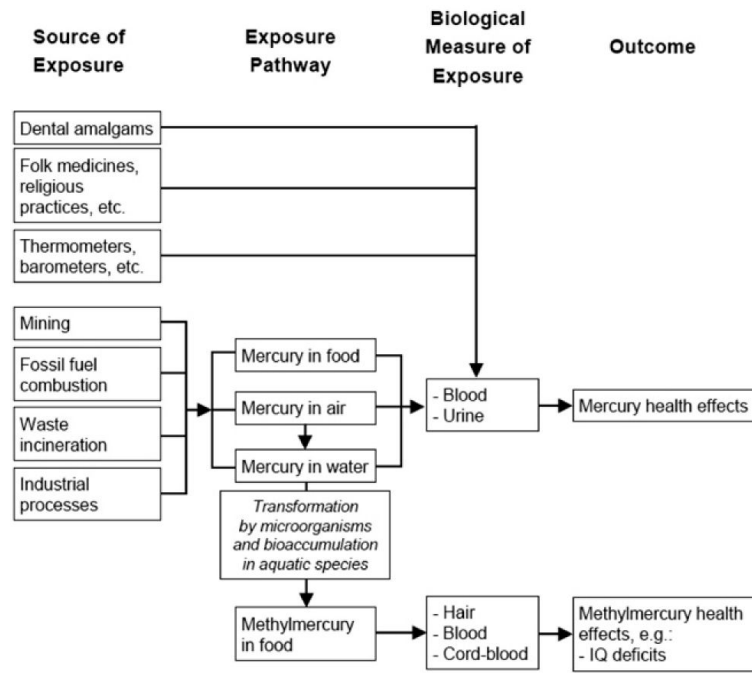 Source of
Exposure
Exposure
Pathway
Biological
Measure of
Exposure
Outcome
Dental amalgams
Folk medicines,
religious
practices, etc.
Thermometers,
barometers, etc.
Mining
Fossil fuel
combustion
Waste
incineration
Industrial
processes
Mercury in food
Mercury in air
Mercury in water
Transformation
by microorganisms
and bioaccumulation
in aquatic species
Methylmercury
in food
- Blood
- Urine
Mercury health effects
- Hair
- Blood
- Cord-blood
Methylmercury health
effects, e.g.:
- IQ deficits